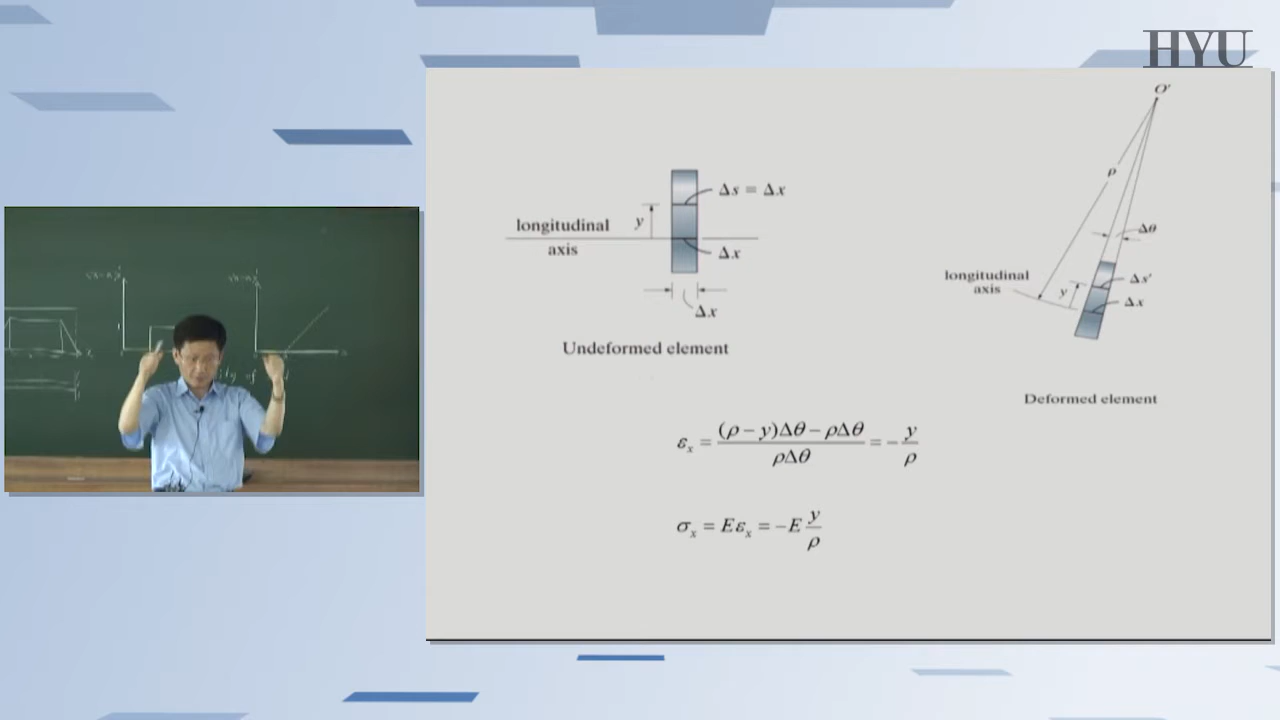 HYU
O'
ρ
Δθ
Δs = Δx
longitudinal
y
axis
Δx
Δx
Undeformed element
longitudinal
axis
y
Δs'
Δx
Deformed element
ε_x = ((ρ − y)Δθ − ρΔθ) / (ρΔθ) = − y/ρ
σ_x = Eε_x = −E y/ρ